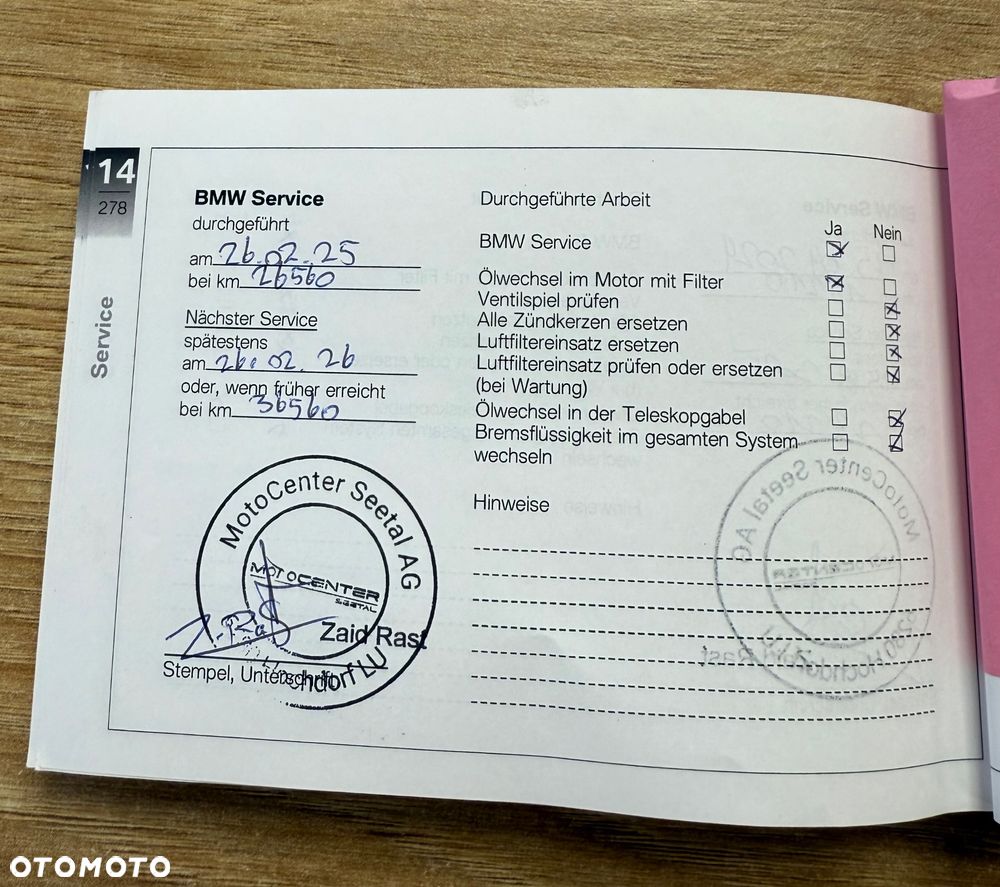 14
278
Service
BMW Service
durchgeführt
am 26.02.25
bei km 26560
Nächster Service
spätestens
am 26.02.26
oder, wenn früher erreicht
bei km 36560
Durchgeführte Arbeit
Ja Nein
BMW Service
Ölwechsel im Motor mit Filter
Ventilspiel prüfen
Alle Zündkerzen ersetzen
Luftfiltereinsatz ersetzen
Luftfiltereinsatz prüfen oder ersetzen
(bei Wartung)
Ölwechsel in der Teleskopgabel
Bremsflüssigkeit im gesamten System
wechseln
Hinweise
MotoCenter Seetal AG
MOTOCENTER
SEETAL
Zaid Rast
chdorf LU
Stempel, Unterschrift
OTOMOTO